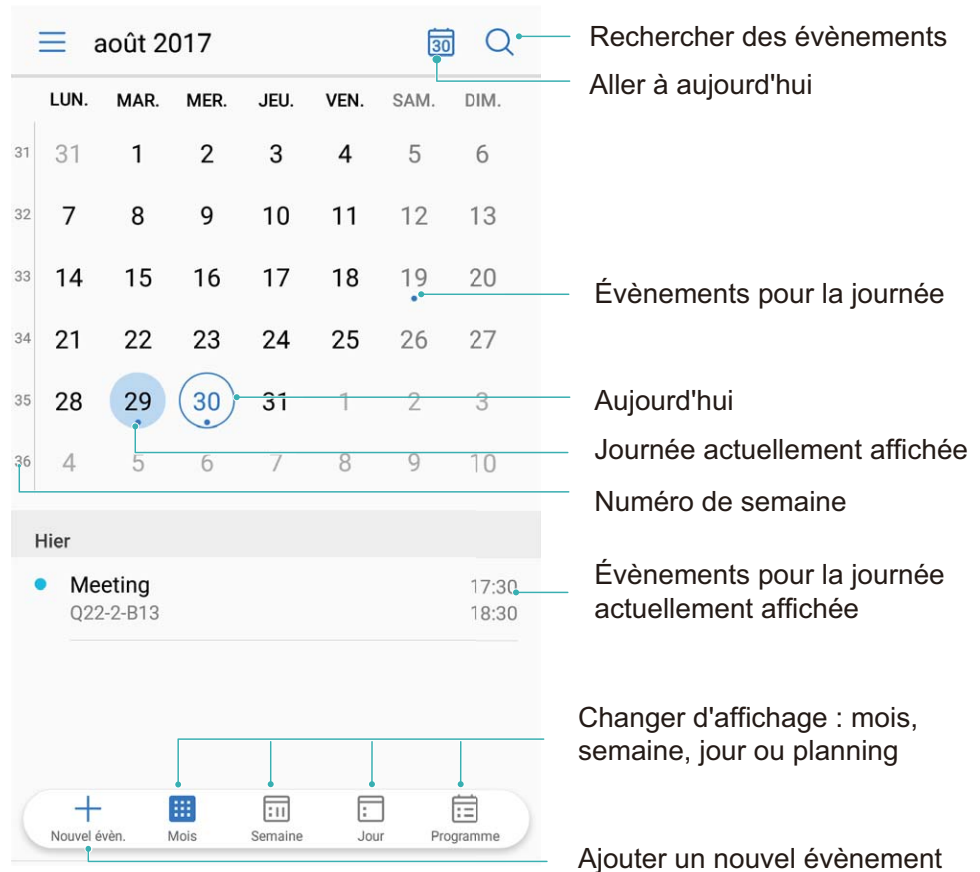 août 2017
30
Rechercher des évènements
Aller à aujourd'hui
LUN. MAR. MER. JEU. VEN. SAM. DIM.
31 31 1 2 3 4 5 6
32 7 8 9 10 11 12 13
33 14 15 16 17 18 19 20
Évènements pour la journée
34 21 22 23 24 25 26 27
35 28 29 30 31 1 2 3
Aujourd'hui
Journée actuellement affichée
36 4 5 6 7 8 9 10
Numéro de semaine
Hier
Meeting 17:30
Q22-2-B13 18:30
Évènements pour la journée
actuellement affichée
Changer d'affichage : mois,
semaine, jour ou planning
Nouvel évèn. Mois Semaine Jour Programme
Ajouter un nouvel évènement